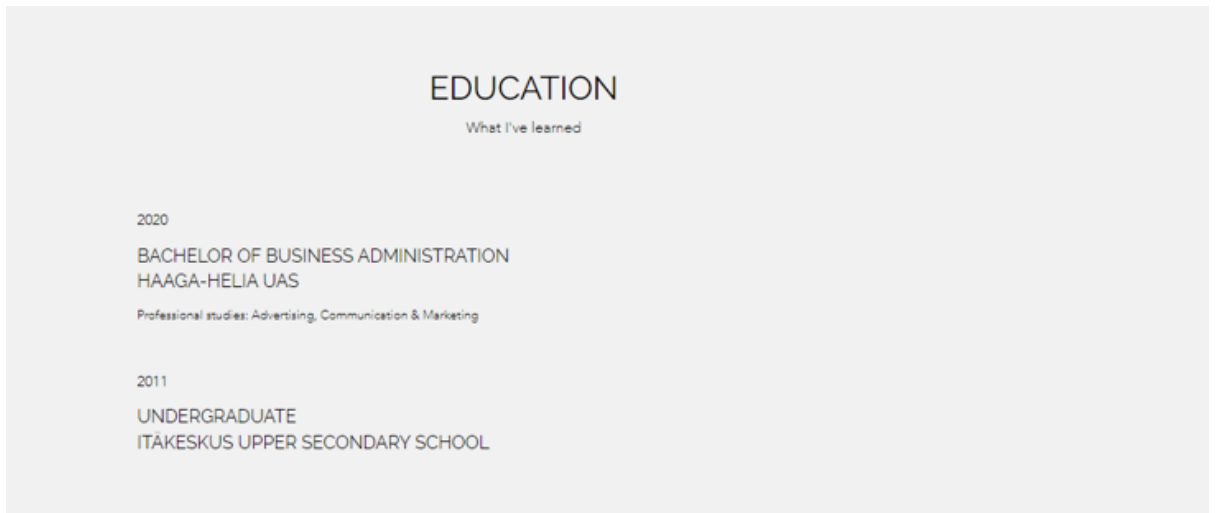 EDUCATION
What I've learned
2020
BACHELOR OF BUSINESS ADMINISTRATION
HAAGA-HELIA UAS
Professional studies: Advertising, Communication & Marketing
2011
UNDERGRADUATE
ITÄKESKUS UPPER SECONDARY SCHOOL